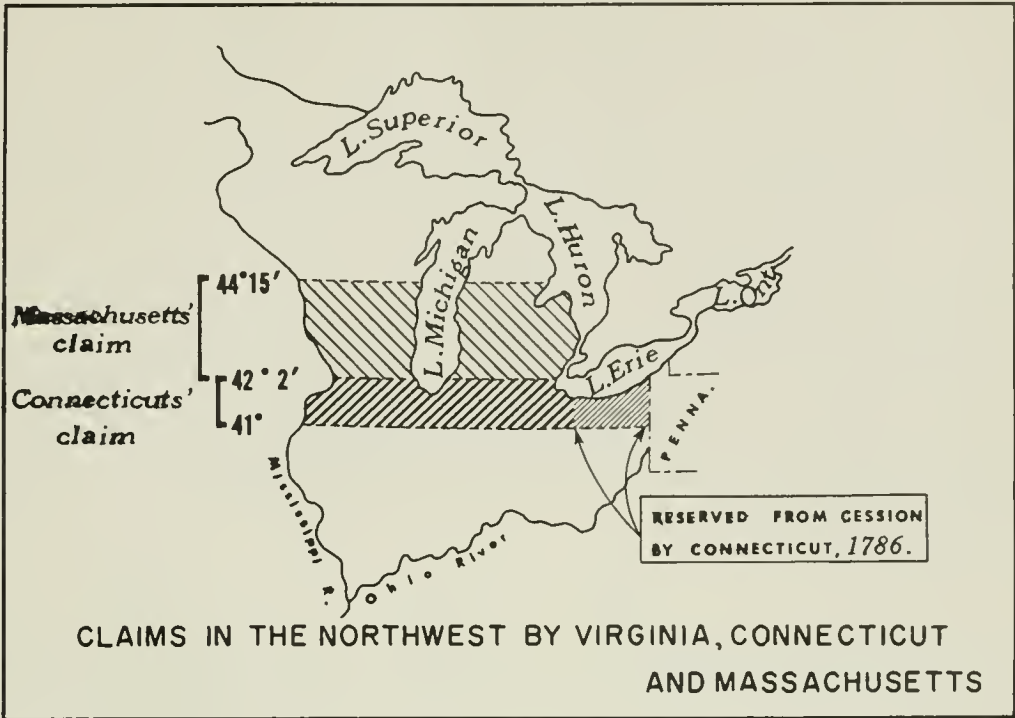 L. Superior
L. Huron
L. Michigan
L. Ont.
L. Erie
44°15'
Massachusetts'
claim
42° 2'
Connecticuts'
claim
41°
PENNA.
Mississippi R.
Ohio River
RESERVED FROM CESSION
BY CONNECTICUT, 1786.
CLAIMS IN THE NORTHWEST BY VIRGINIA, CONNECTICUT
AND MASSACHUSETTS